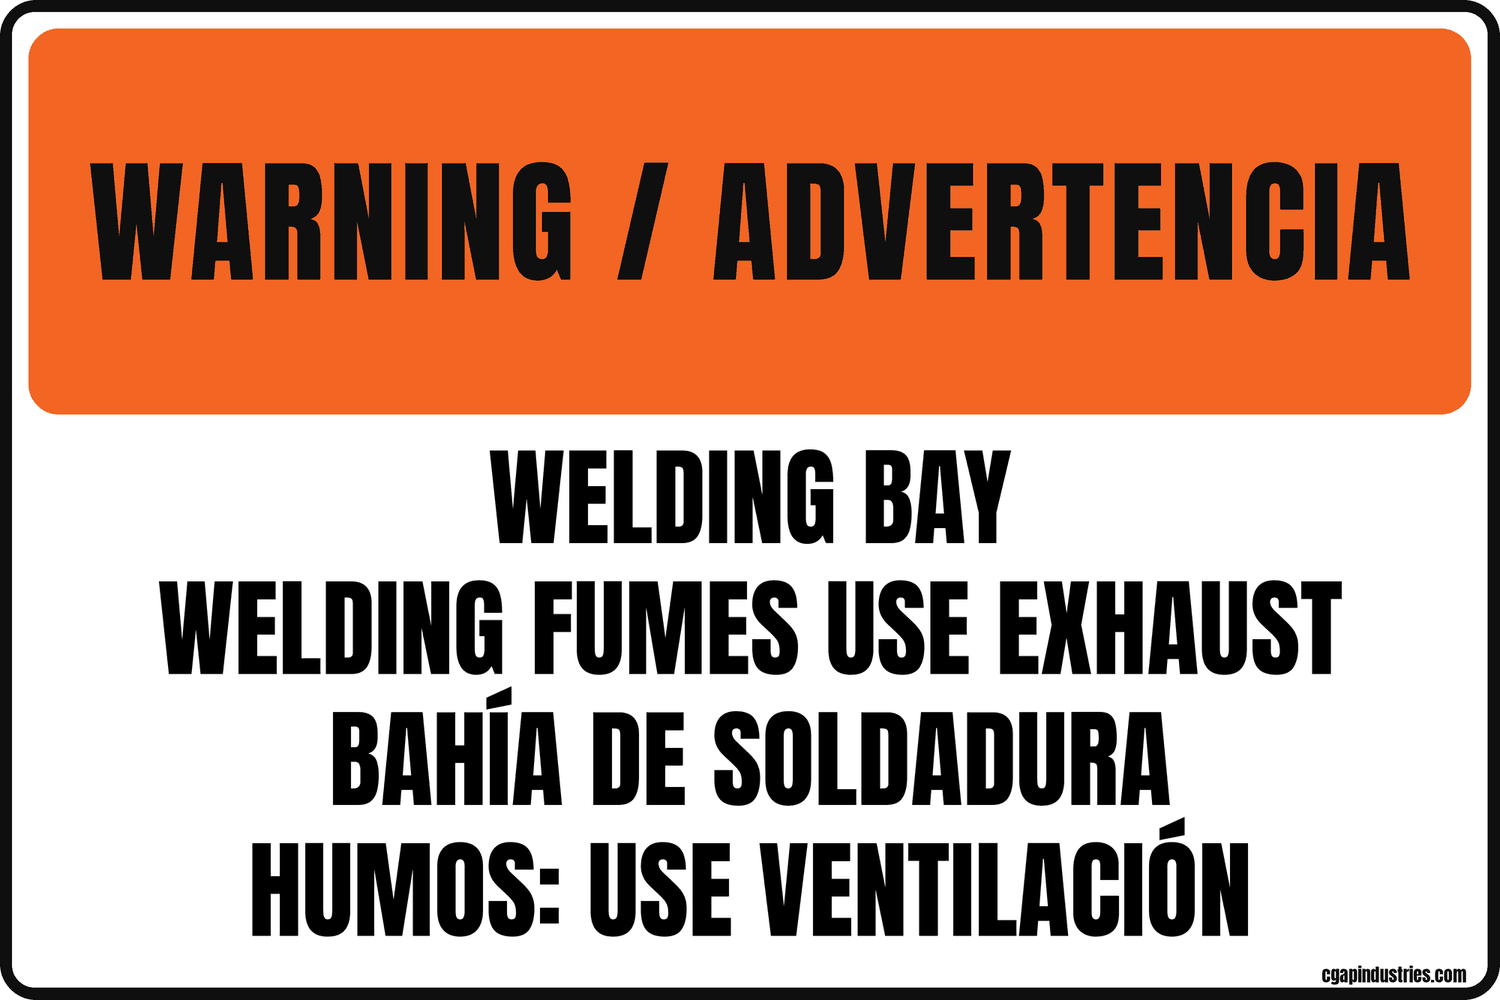 WARNING / ADVERTENCIA
WELDING BAY
WELDING FUMES USE EXHAUST
BAHÍA DE SOLDADURA
HUMOS: USE VENTILACIÓN
cgapindustries.com